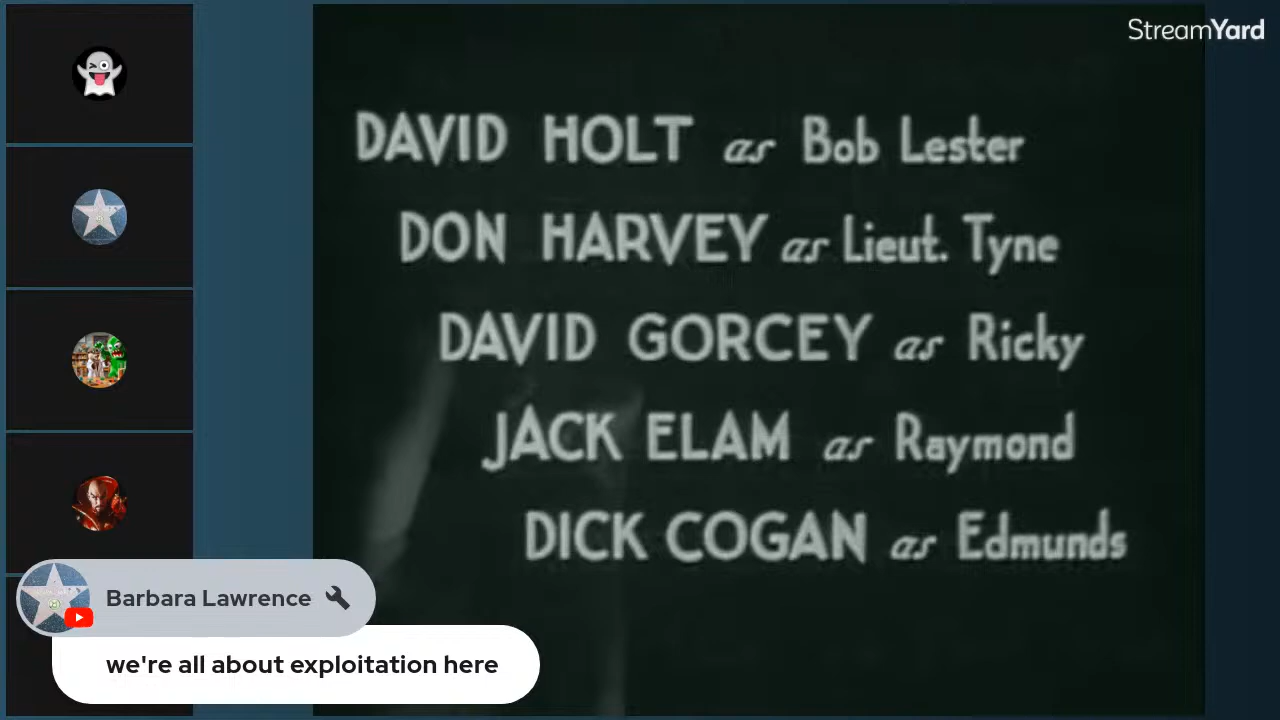 StreamYard
DAVID HOLT as Bob Lester
DON HARVEY as Lieut. Tyne
DAVID GORCEY as Ricky
JACK ELAM as Raymond
DICK COGAN as Edmunds
Barbara Lawrence
we're all about exploitation here